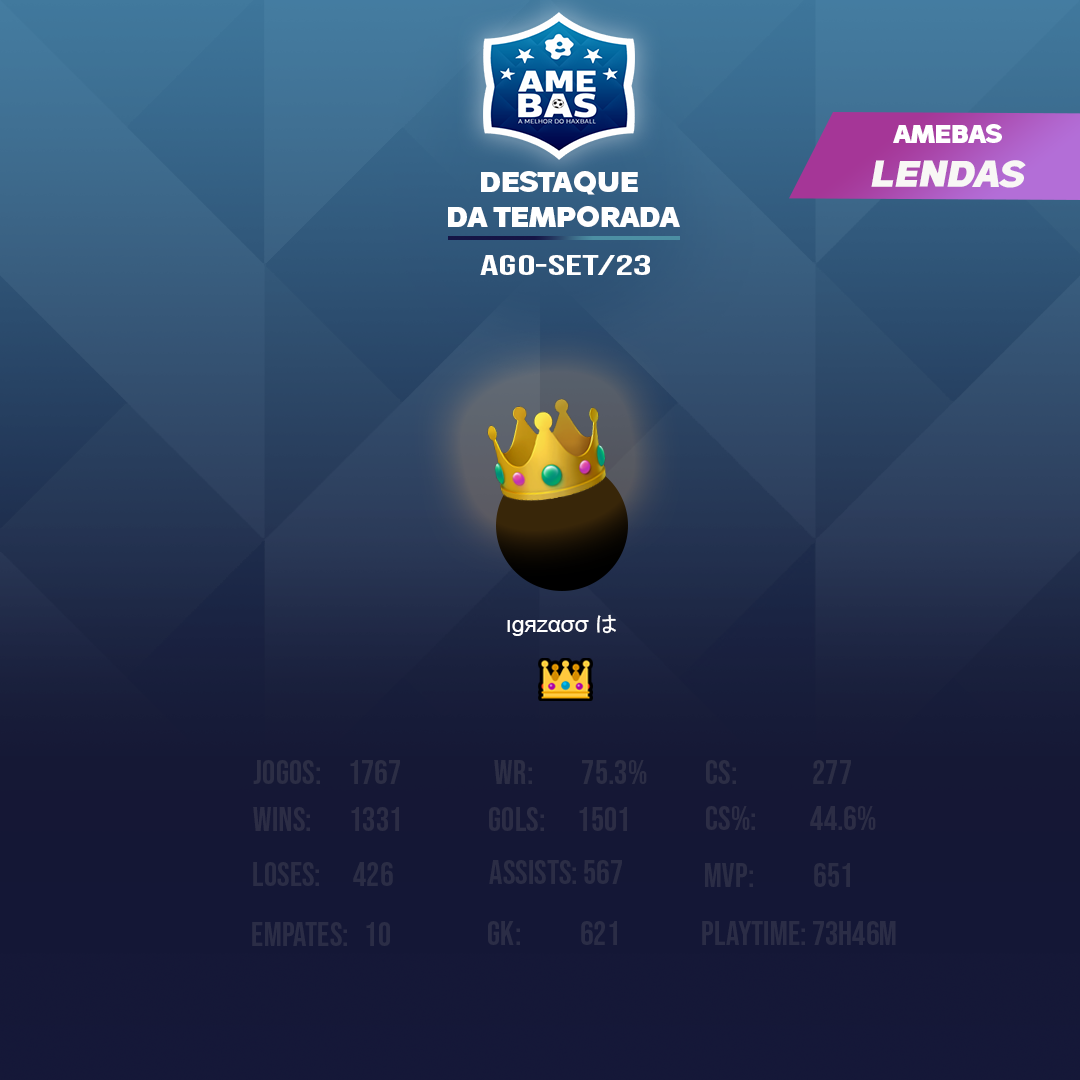 AME
BAS
A MELHOR DO HAXBALL
DESTAQUE
DA TEMPORADA
AGO-SET/23
AMEBAS
LENDAS
ıgяzασσ は
JOGOS: 1767 WR: 75.3% CS: 277
WINS: 1331 GOLS: 1501 CS%: 44.6%
LOSES: 426 ASSISTS: 567 MVP: 651
EMPATES: 10 GK: 621 PLAYTIME: 73H46M